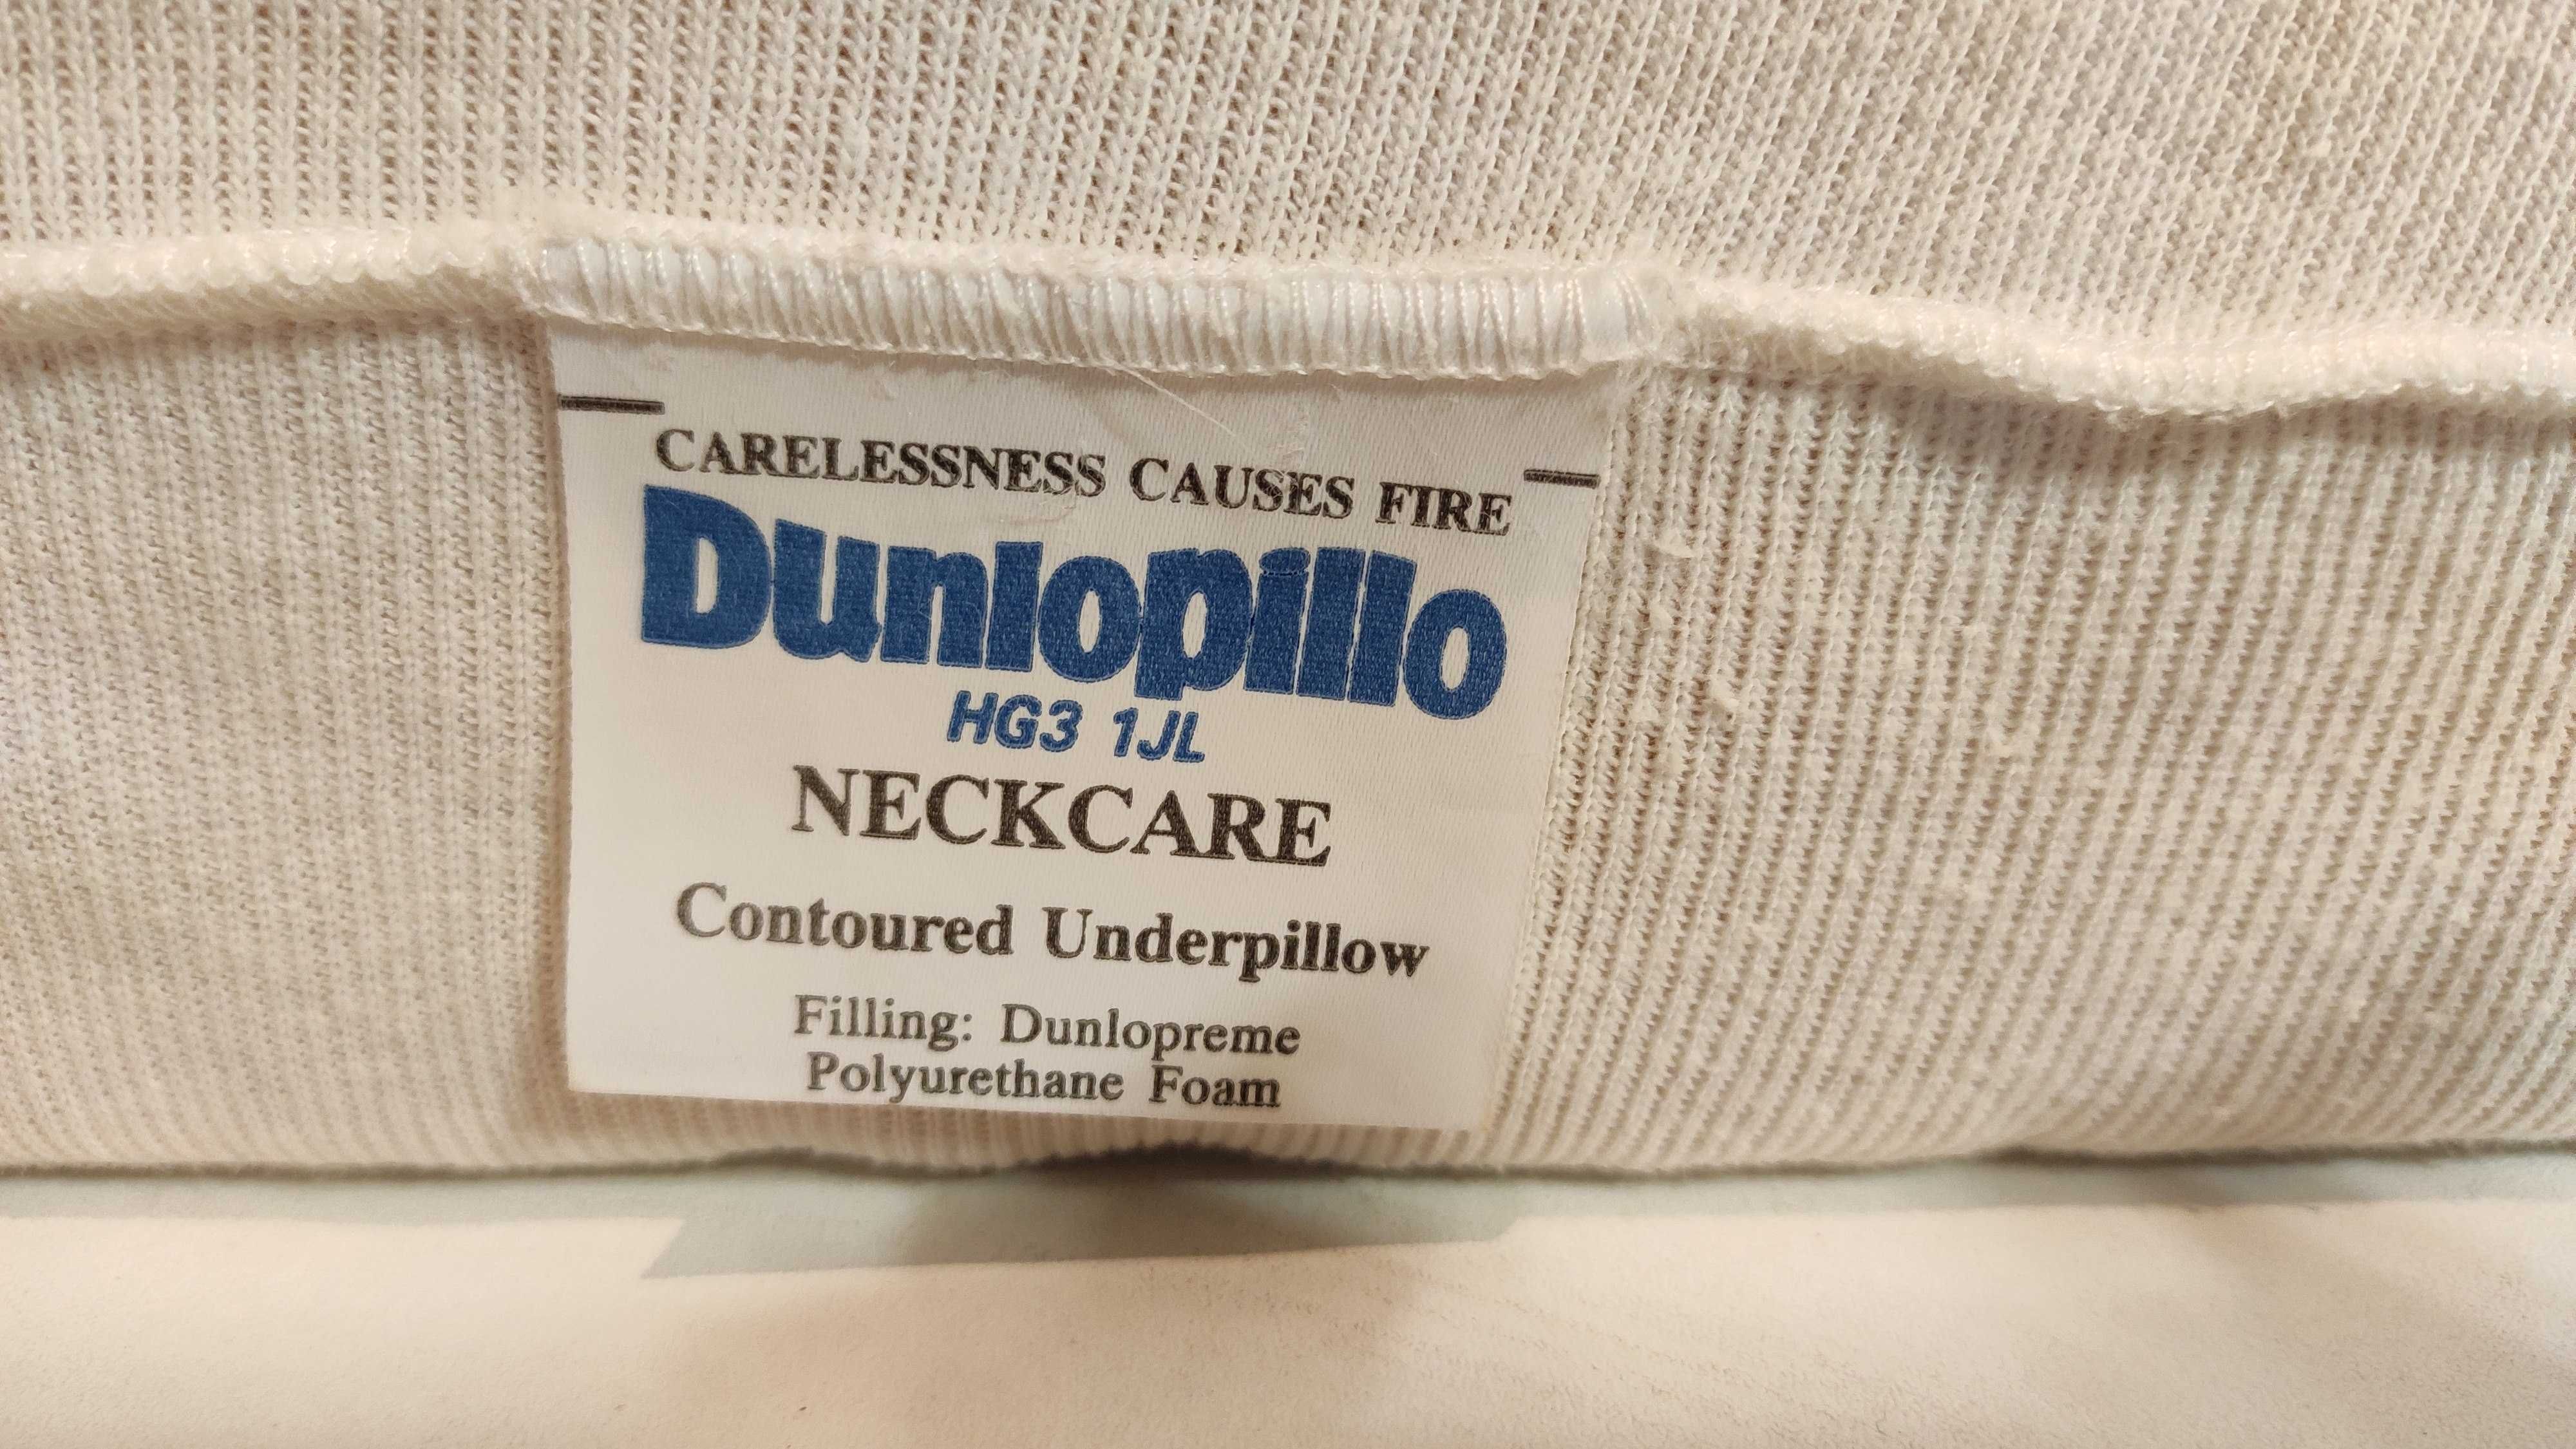 CARELESSNESS CAUSES FIRE
Dunlopillo
HG3 1JL
NECKCARE
Contoured Underpillow
Filling: Dunlopreme
Polyurethane Foam